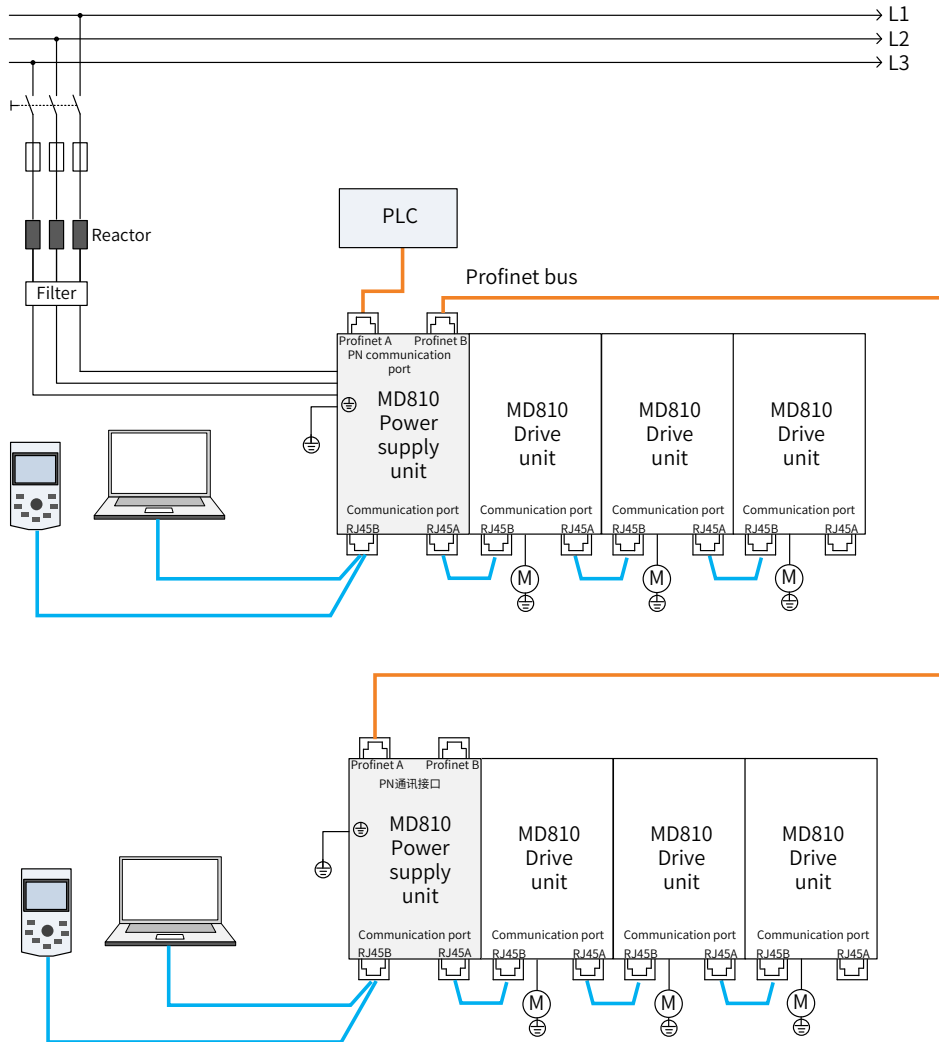 L1
L2
L3
PLC
Reactor
Profinet bus
Filter
Profinet A
Profinet B
PN communication
port
MD810
Power
supply
unit
MD810
Drive
unit
MD810
Drive
unit
MD810
Drive
unit
Communication port
Communication port
Communication port
Communication port
RJ45B
RJ45A
RJ45B
RJ45A
RJ45B
RJ45A
RJ45B
RJ45A
M
M
M
Profinet A
Profinet B
PN通讯接口
MD810
Power
supply
unit
MD810
Drive
unit
MD810
Drive
unit
MD810
Drive
unit
Communication port
Communication port
Communication port
Communication port
RJ45B
RJ45A
RJ45B
RJ45A
RJ45B
RJ45A
RJ45B
RJ45A
M
M
M